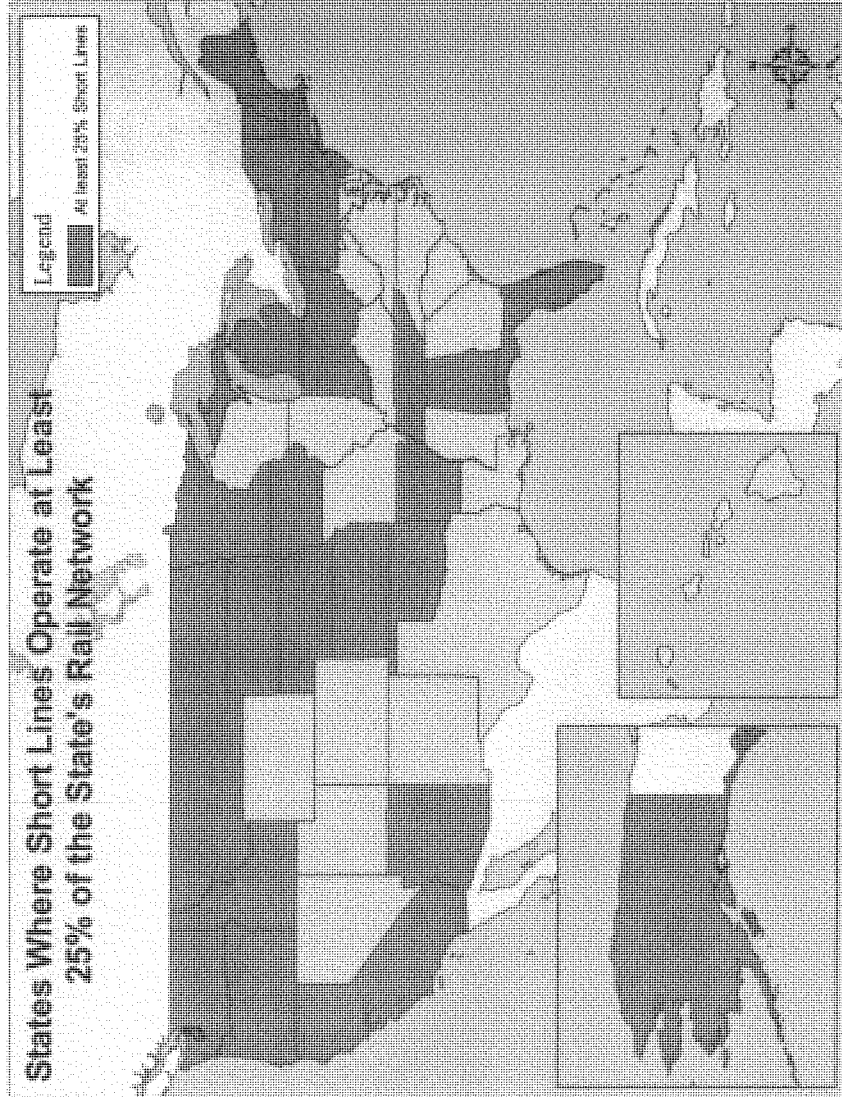 States Where Short Lines Operate at Least
25% of the State's Rail Network
Legend
At least 25% Short Lines